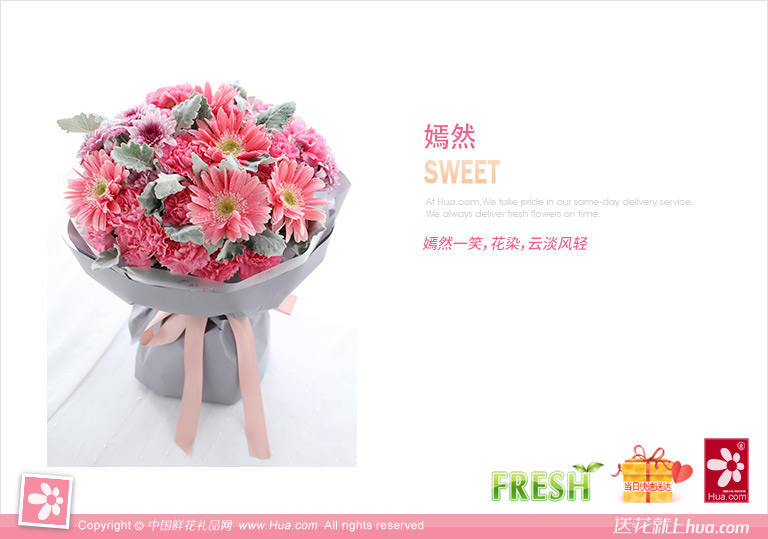 嫣然
SWEET
At Hua.com,We take pride in our same-day delivery service.
We always deliver fresh flowers on time.
嫣然一笑，花染，云淡风轻
FRESH
当日快速送达
Hua.com
Copyright © 中国鲜花礼品网 www.Hua.com All rights reserved
送花就上hua.com